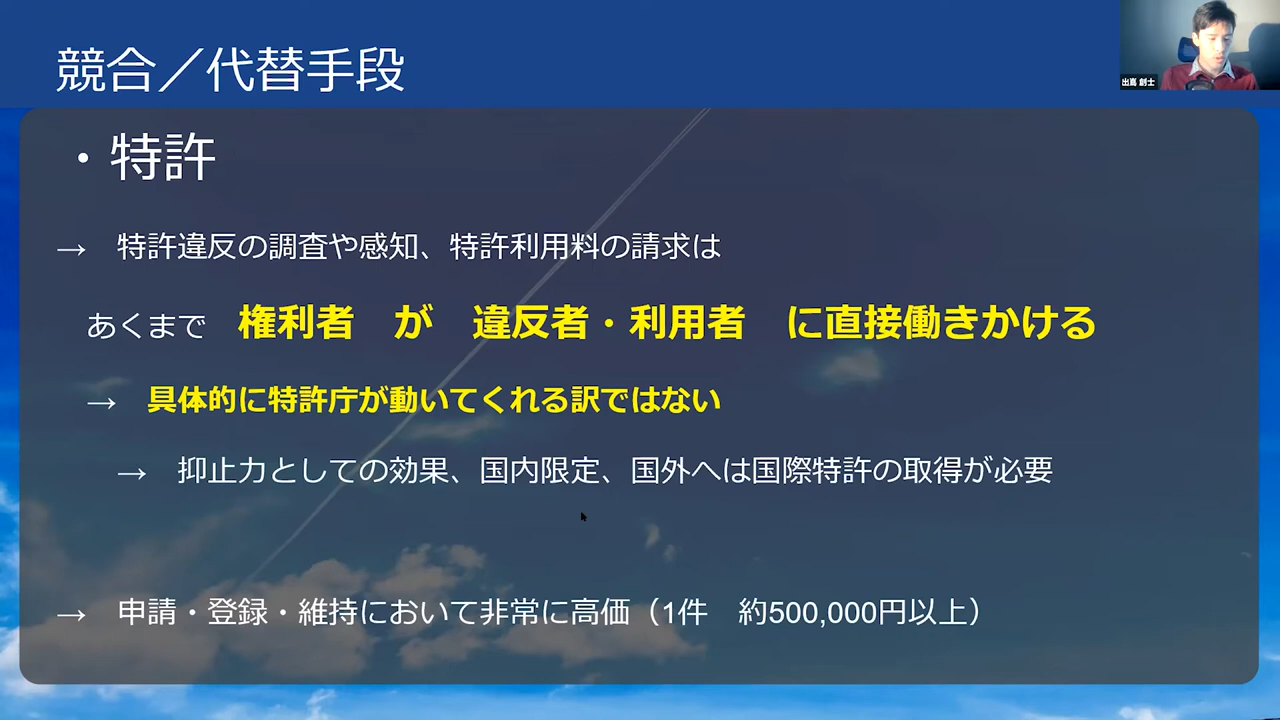 競合／代替手段
出嶌 創士
・特許
→　特許違反の調査や感知、特許利用料の請求は
あくまで　権利者　が　違反者・利用者　に直接働きかける
→　具体的に特許庁が動いてくれる訳ではない
→　抑止力としての効果、国内限定、国外へは国際特許の取得が必要
→　申請・登録・維持において非常に高価（1件　約500,000円以上）